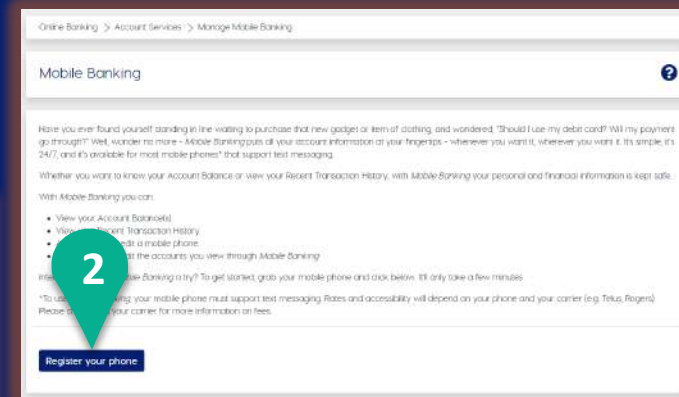 Online Banking > Account Services > Manage Mobile Banking
Mobile Banking
?
Have you ever found yourself standing in line waiting to purchase that new gadget or item of clothing, and wondered, "Should I use my debit card? Will my payment
go through?" Well, wonder no more - Mobile Banking puts all your account information at your fingertips - whenever you want it, wherever you want it. It's simple, it's
24/7, and it's available for most mobile phones* that support text messaging.
Whether you want to know your Account Balance or view your Recent Transaction History, with Mobile Banking your personal and financial information is kept safe.
With Mobile Banking you can:
• View your Account Balance(s)
• View your Recent Transaction History
• edit a mobile phone
• the accounts you view through Mobile Banking
Banking a try? To get started, grab your mobile phone and click below. It'll only take a few minutes
*To your mobile phone must support text messaging. Rates and accessibility will depend on your phone and your carrier (e.g. Telus, Rogers)
Please your carrier for more information on fees.
2
Register your phone